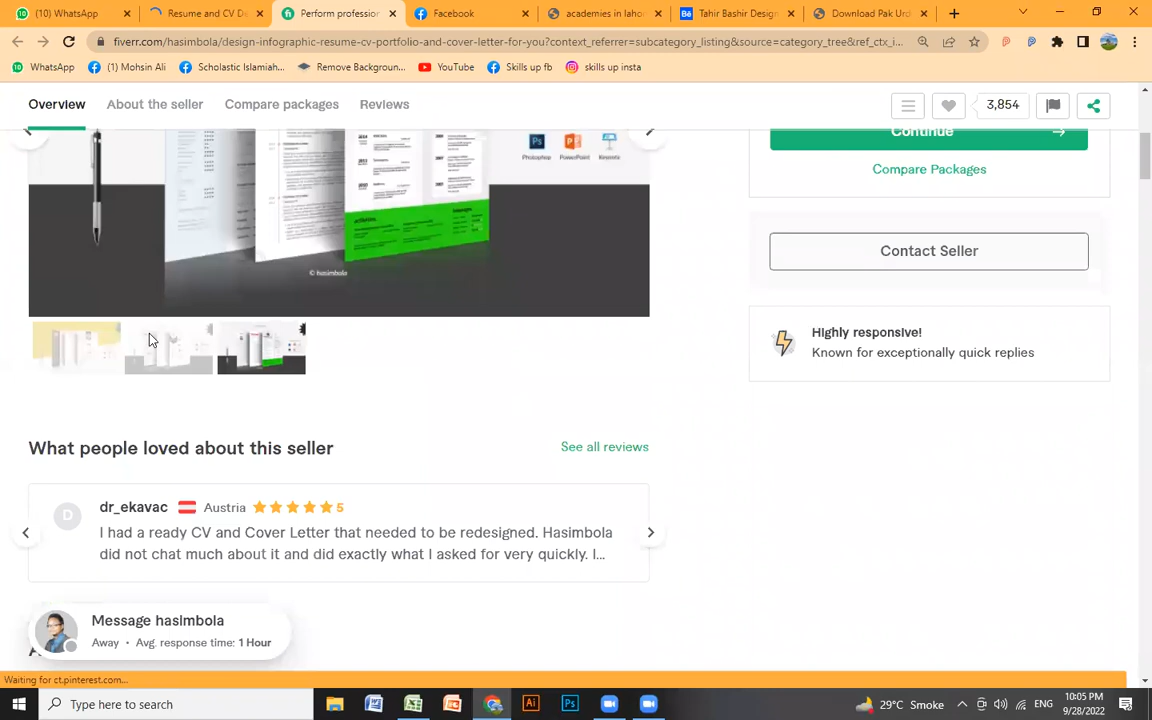 (10) WhatsApp
Resume and CV De
Perform profession
Facebook
academies in lahor
Tahir Bashir Design
Download Pak Urd
fiverr.com/hasimbola/design-infographic-resume-cv-portfolio-and-cover-letter-for-you?context_referrer=subcategory_listing&source=category_tree&ref_ctx_i...
WhatsApp
(1) Mohsin Ali
Scholastic Islamiah...
Remove Backgroun...
YouTube
Skills up fb
skills up insta
Overview
About the seller
Compare packages
Reviews
3,854
Continue
Compare Packages
Photoshop PowerPoint Keynote
© hasimbola
Contact Seller
Highly responsive!
Known for exceptionally quick replies
What people loved about this seller
See all reviews
D
dr_ekavac Austria 5
I had a ready CV and Cover Letter that needed to be redesigned. Hasimbola
did not chat much about it and did exactly what I asked for very quickly. I...
Message hasimbola
Away • Avg. response time: 1 Hour
Waiting for ct.pinterest.com...
Type here to search
29°C Smoke
ENG
10:05 PM
9/28/2022